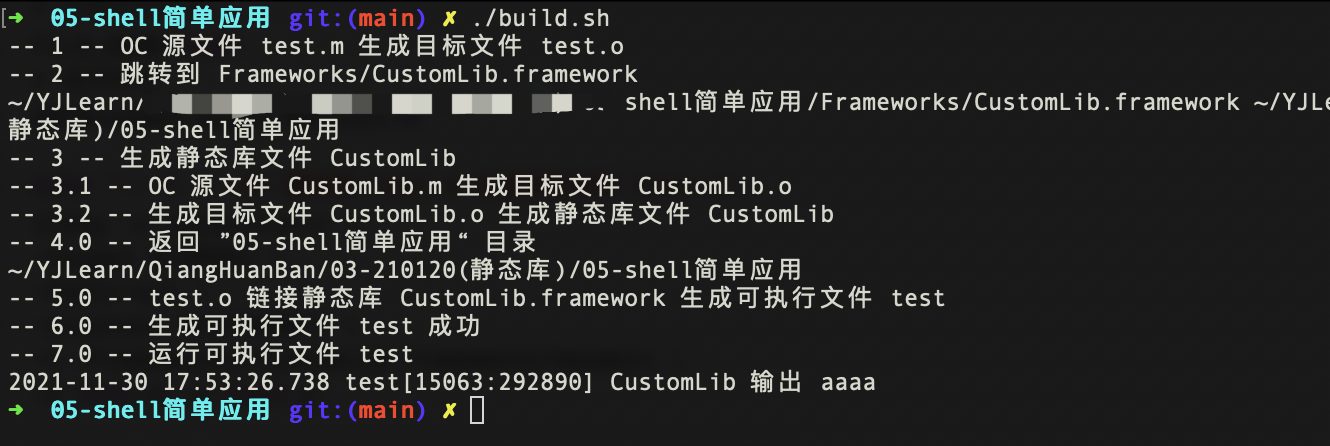 ➜ 05-shell简单应用 git:(main) ✗ ./build.sh
-- 1 -- OC 源文件 test.m 生成目标文件 test.o
-- 2 -- 跳转到 Frameworks/CustomLib.framework
~/YJLearn/ shell简单应用/Frameworks/CustomLib.framework ~/YJLe
静态库)/05-shell简单应用
-- 3 -- 生成静态库文件 CustomLib
-- 3.1 -- OC 源文件 CustomLib.m 生成目标文件 CustomLib.o
-- 3.2 -- 生成目标文件 CustomLib.o 生成静态库文件 CustomLib
-- 4.0 -- 返回 ”05-shell简单应用“ 目录
~/YJLearn/QiangHuanBan/03-210120(静态库)/05-shell简单应用
-- 5.0 -- test.o 链接静态库 CustomLib.framework 生成可执行文件 test
-- 6.0 -- 生成可执行文件 test 成功
-- 7.0 -- 运行可执行文件 test
2021-11-30 17:53:26.738 test[15063:292890] CustomLib 输出 aaaa
➜ 05-shell简单应用 git:(main) ✗